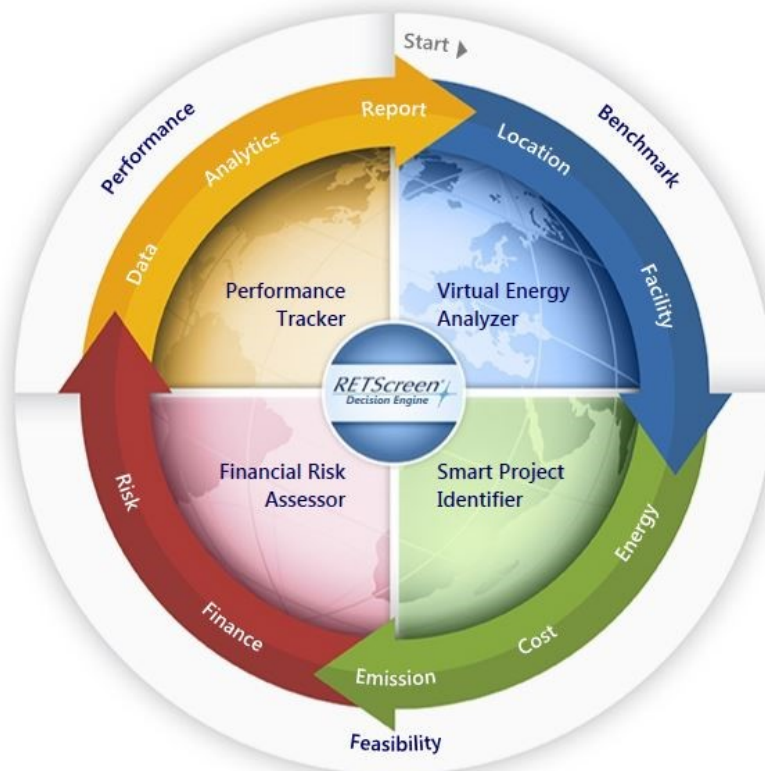 Start
Benchmark
Location
Facility
Virtual Energy
Analyzer
Energy
Cost
Emission
Smart Project
Identifier
Feasibility
Finance
Risk
Financial Risk
Assessor
Performance
Data
Analytics
Report
Performance
Tracker
RETScreen®
Decision Engine